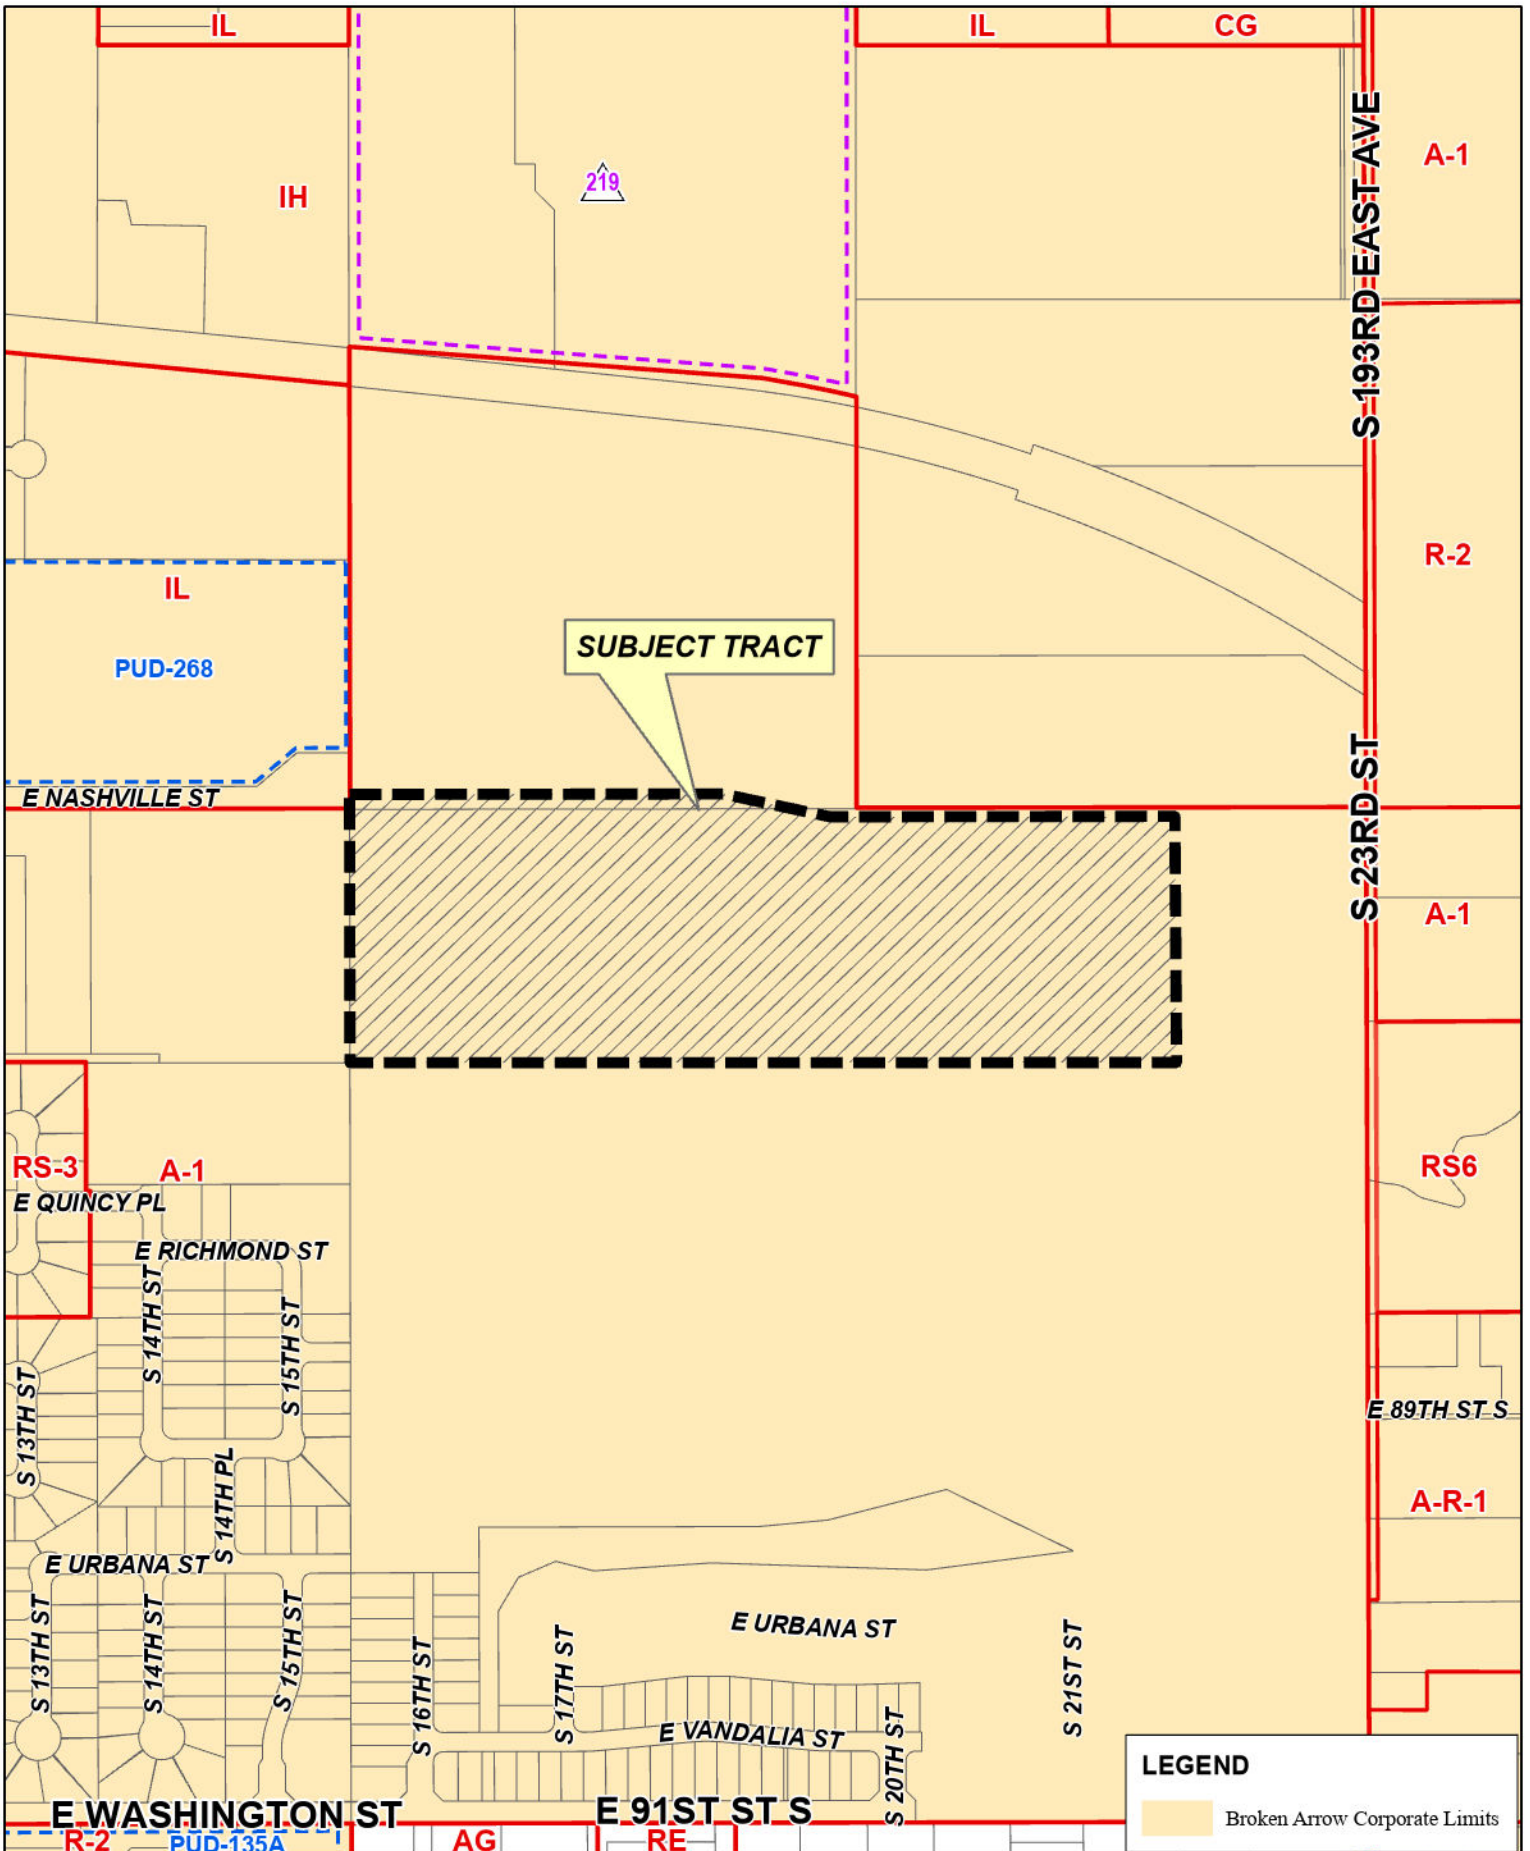 IL
IL
CG
S 193RD EAST AVE
A-1
IH
219
R-2
IL
SUBJECT TRACT
PUD-268
S 23RD ST
E NASHVILLE ST
A-1
RS-3
A-1
RS6
E QUINCY PL
E RICHMOND ST
S 14TH ST
S 15TH ST
S 13TH ST
E 89TH ST S
S 14TH PL
A-R-1
E URBANA ST
S 13TH ST
S 14TH ST
S 15TH ST
S 16TH ST
S 17TH ST
E URBANA ST
S 21ST ST
E VANDALIA ST
S 20TH ST
LEGEND
Broken Arrow Corporate Limits
E WASHINGTON ST
E 91ST ST S
R-2
PUD-135A
AG
RE